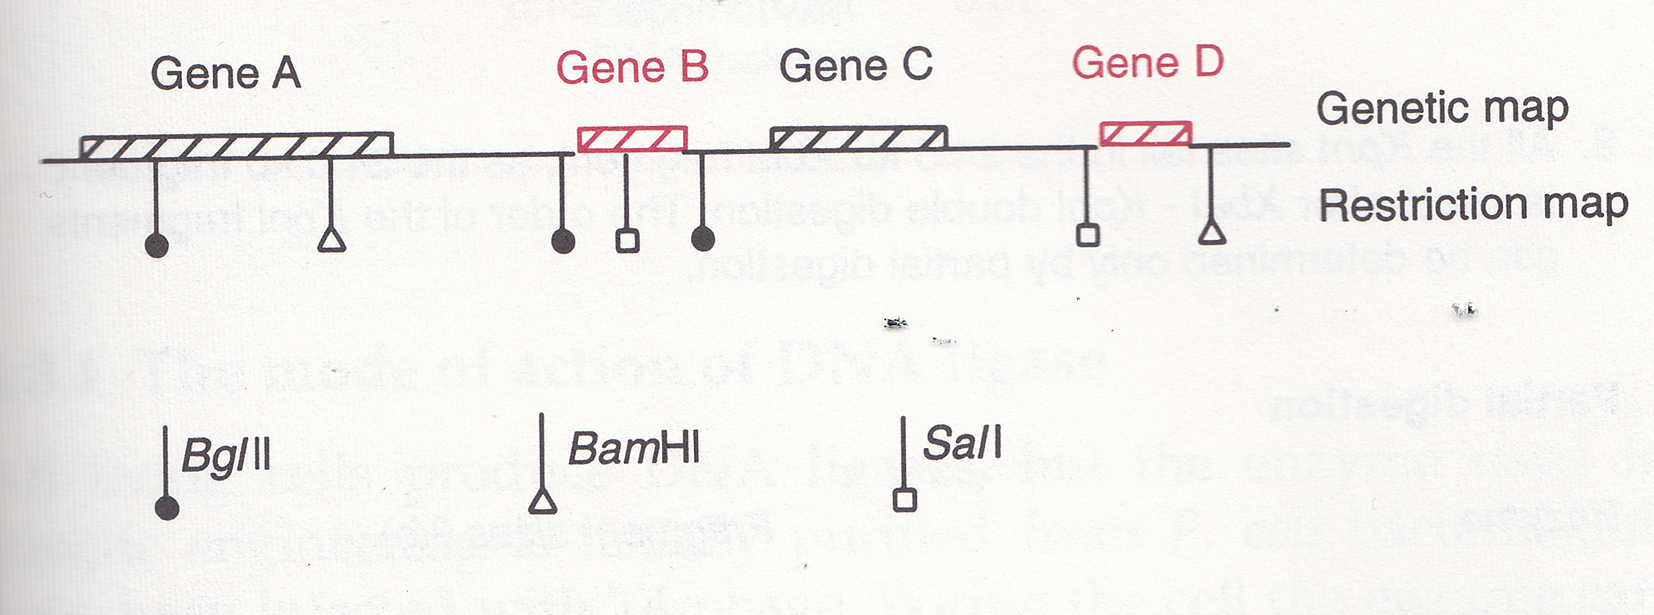 Gene A Gene B Gene C Gene D
Genetic map
Restriction map
BglII BamHI SalI